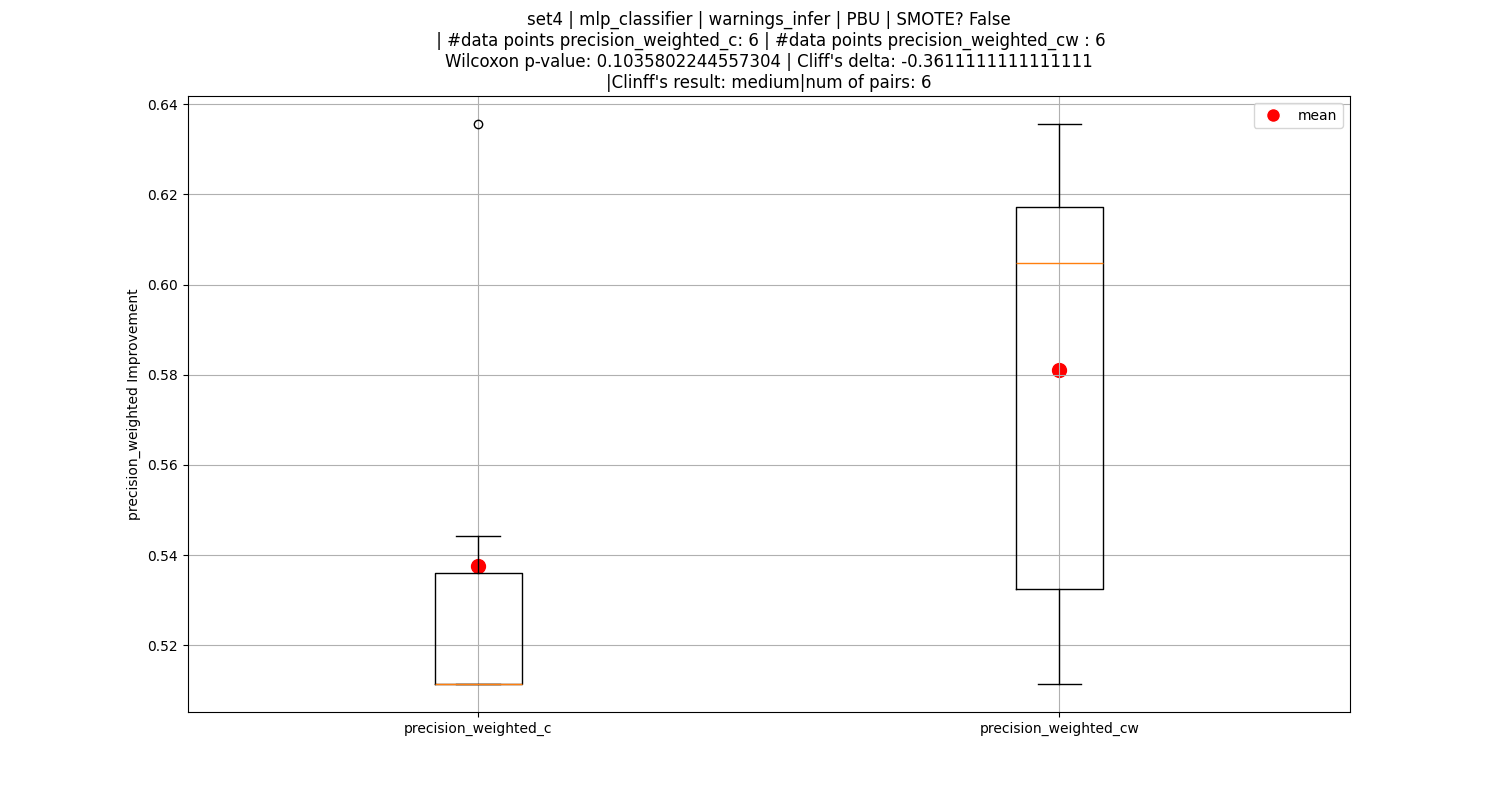 set4 | mlp_classifier | warnings_infer | PBU | SMOTE? False
| #data points precision_weighted_c: 6 | #data points precision_weighted_cw : 6
Wilcoxon p-value: 0.1035802244557304 | Cliff's delta: -0.3611111111111111
|Clinff's result: medium|num of pairs: 6
mean
0.64
0.62
0.60
0.58
0.56
0.54
0.52
precision_weighted Improvement
precision_weighted_c
precision_weighted_cw